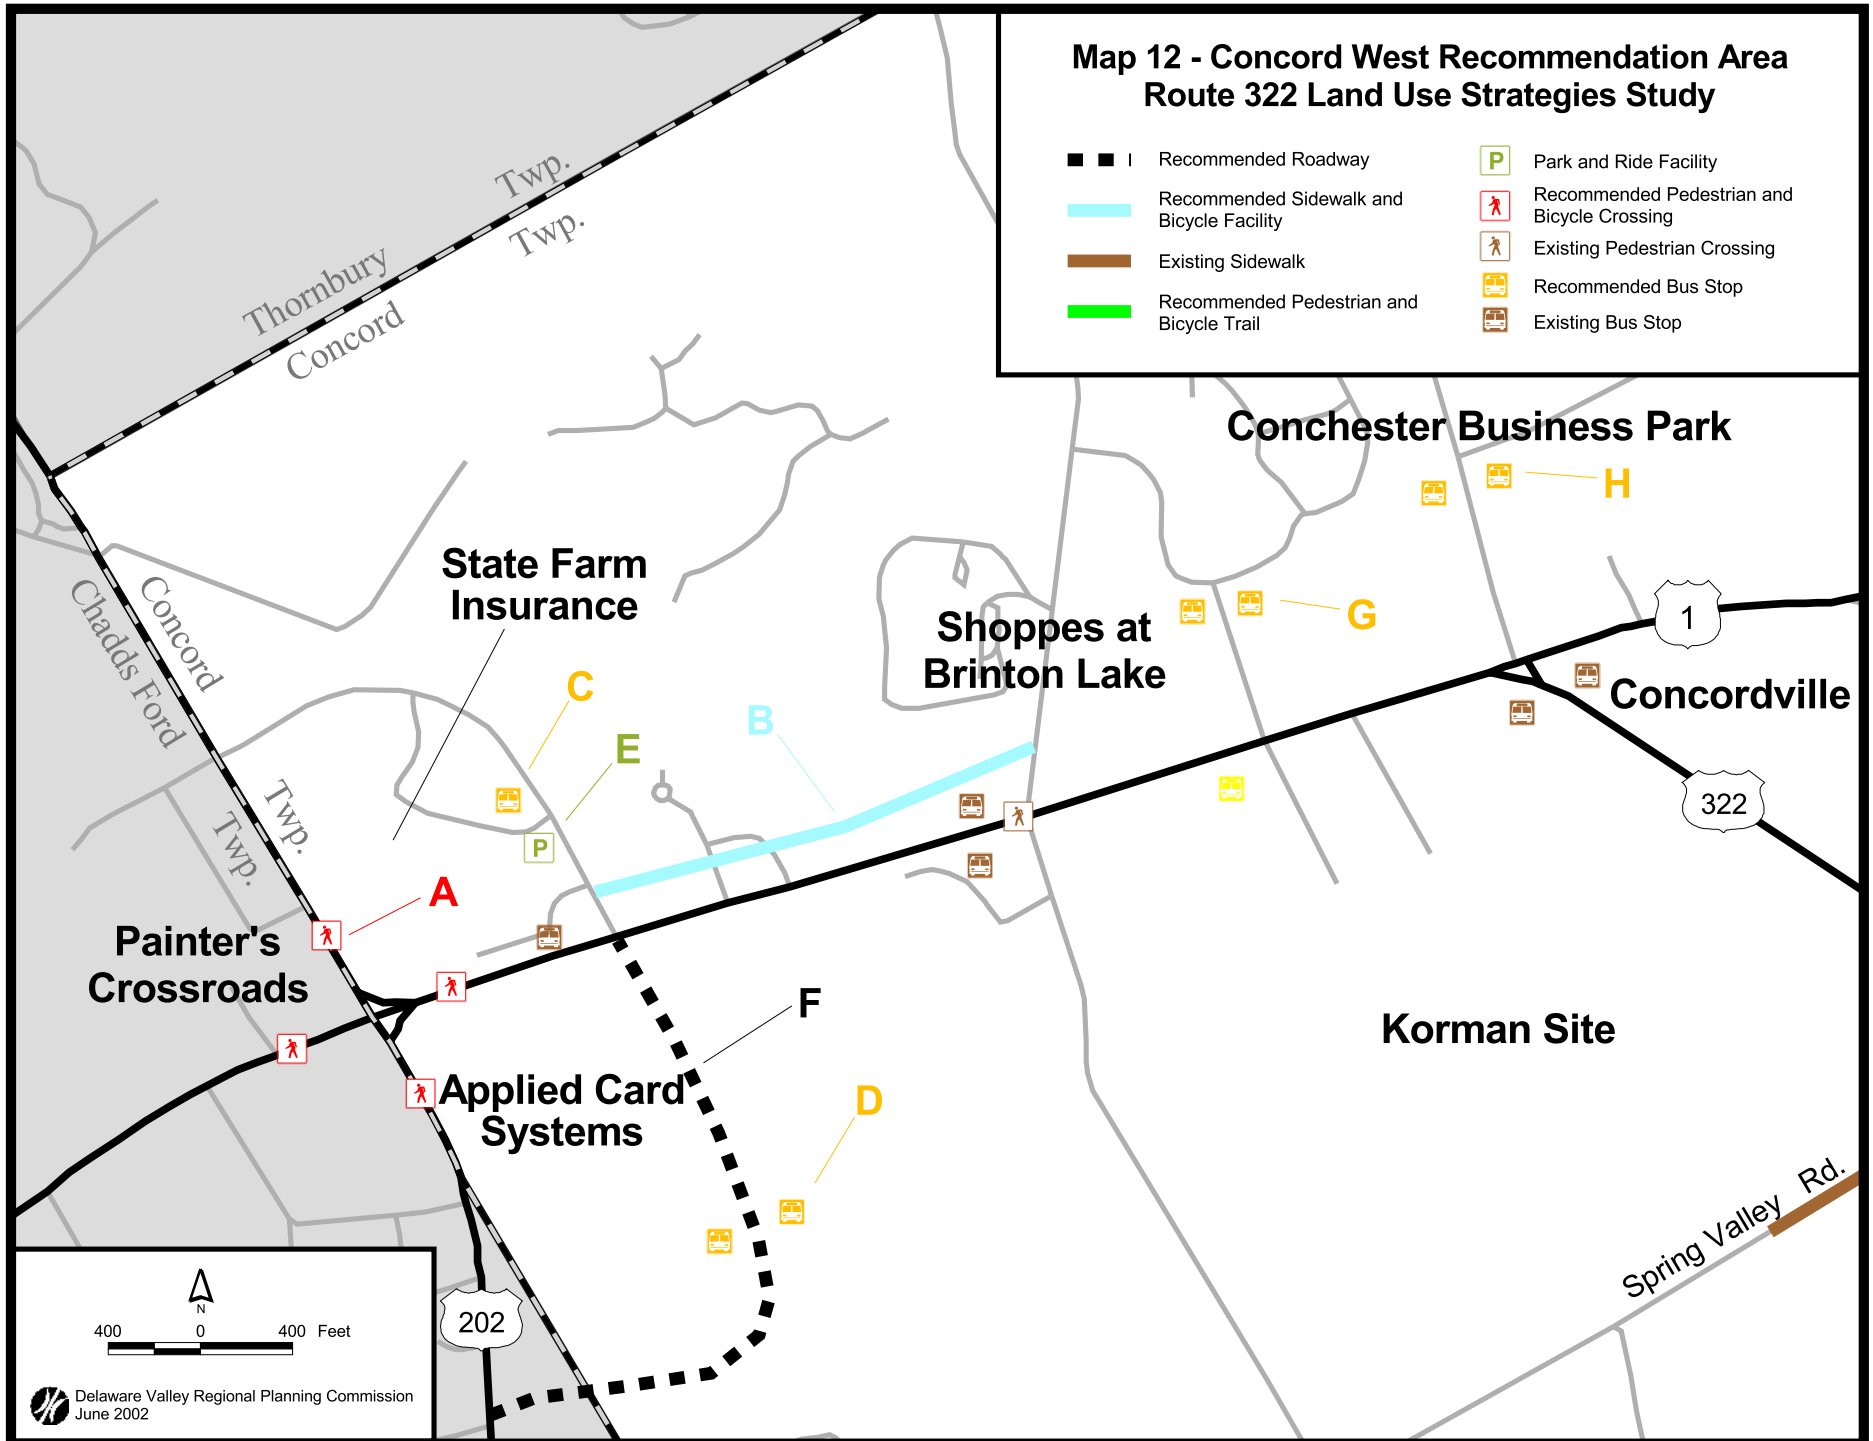 Map 12 - Concord West Recommendation Area
Route 322 Land Use Strategies Study
Recommended Roadway
Recommended Sidewalk and
Bicycle Facility
Existing Sidewalk
Recommended Pedestrian and
Bicycle Trail
P
Park and Ride Facility
Recommended Pedestrian and
Bicycle Crossing
Existing Pedestrian Crossing
Recommended Bus Stop
Existing Bus Stop
Thornbury Twp.
Concord Twp.
Concord Twp.
Chadds Ford Twp.
Conchester Business Park
H
State Farm
Insurance
G
1
Shoppes at
Brinton Lake
Concordville
C
B
E
322
P
A
Painter's
Crossroads
F
Korman Site
Applied Card
Systems
D
Spring Valley Rd.
202
N
400 0 400 Feet
Delaware Valley Regional Planning Commission
June 2002